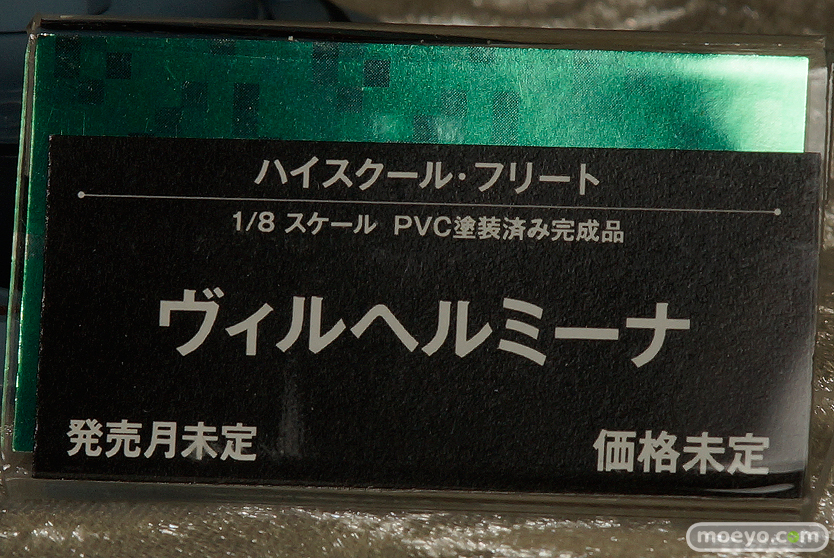 ハイスクール・フリート
1/8 スケール PVC塗装済み完成品
ヴィルヘルミーナ
発売月未定 価格未定
moeyo.com